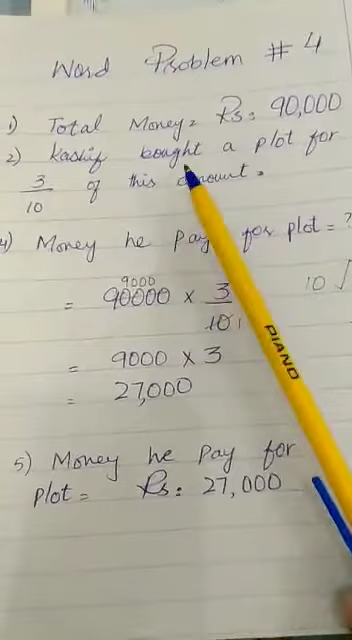 Word Problem # 4
1) Total Money = Rs: 90,000
2) Kashif bought a plot for
3/10 of this amount.
4) Money he pay for plot = ?
9000
= 90000 × 3/10 1
10
= 9000 × 3
= 27,000
5) Money he pay for
plot = Rs: 27,000
PIANO